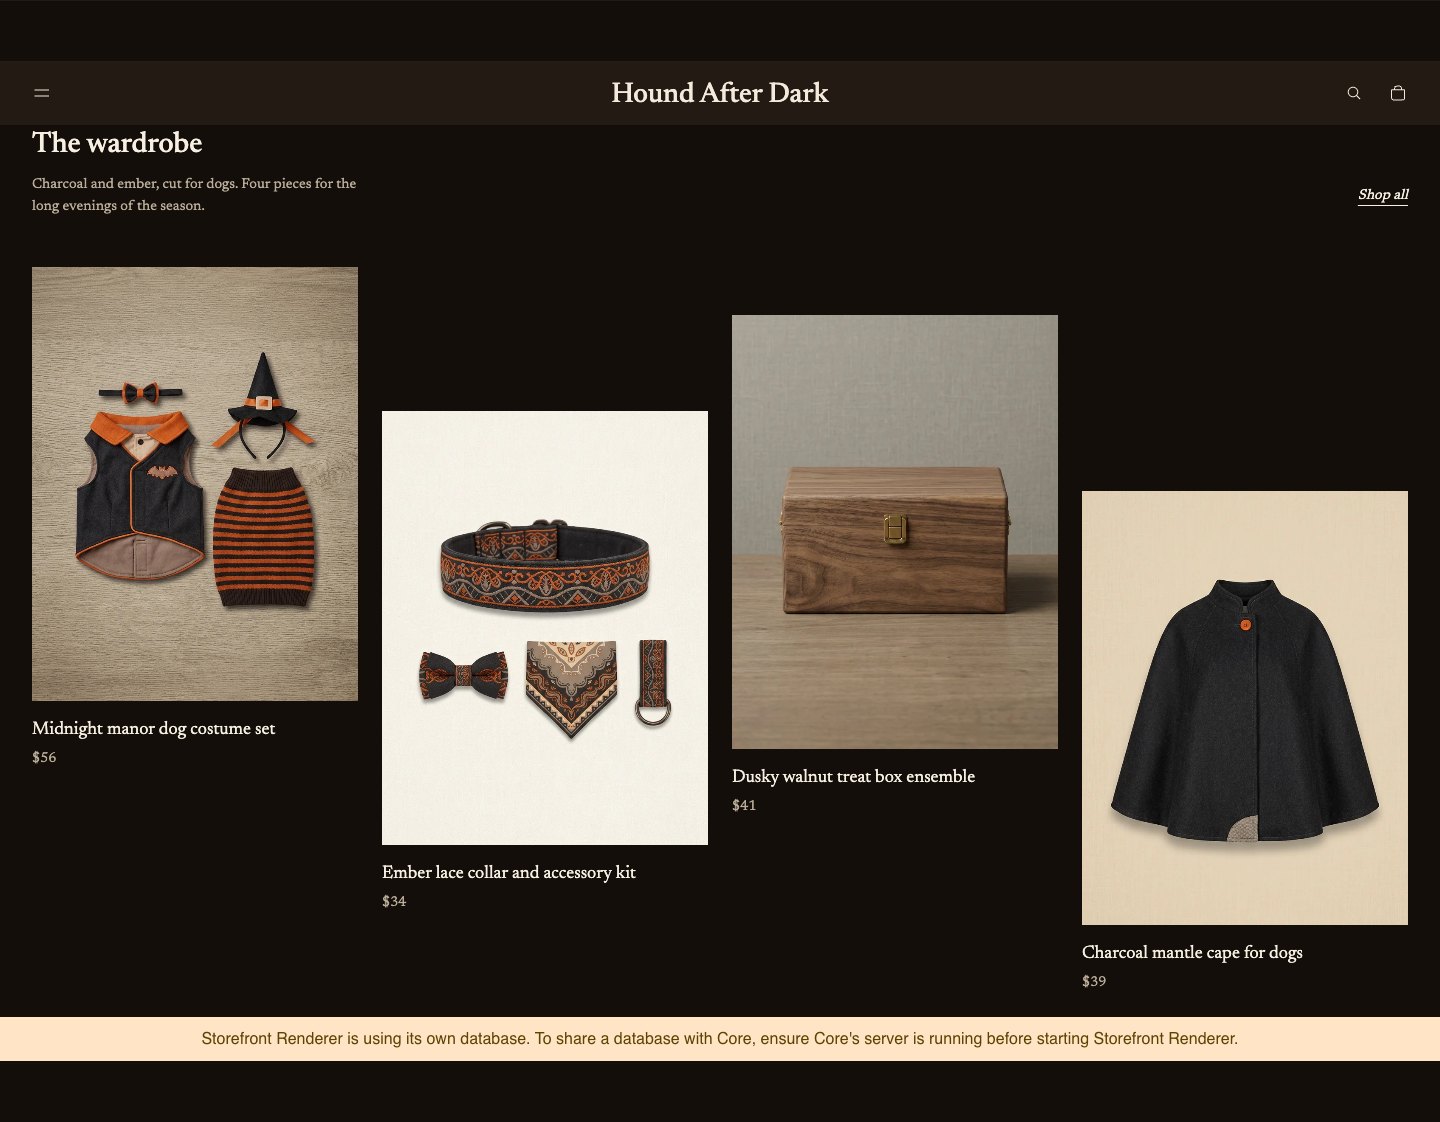 Hound After Dark
The wardrobe
Charcoal and ember, cut for dogs. Four pieces for the
long evenings of the season.
Shop all
Midnight manor dog costume set
$56
Ember lace collar and accessory kit
$34
Dusky walnut treat box ensemble
$41
Charcoal mantle cape for dogs
$39
Storefront Renderer is using its own database. To share a database with Core, ensure Core's server is running before starting Storefront Renderer.